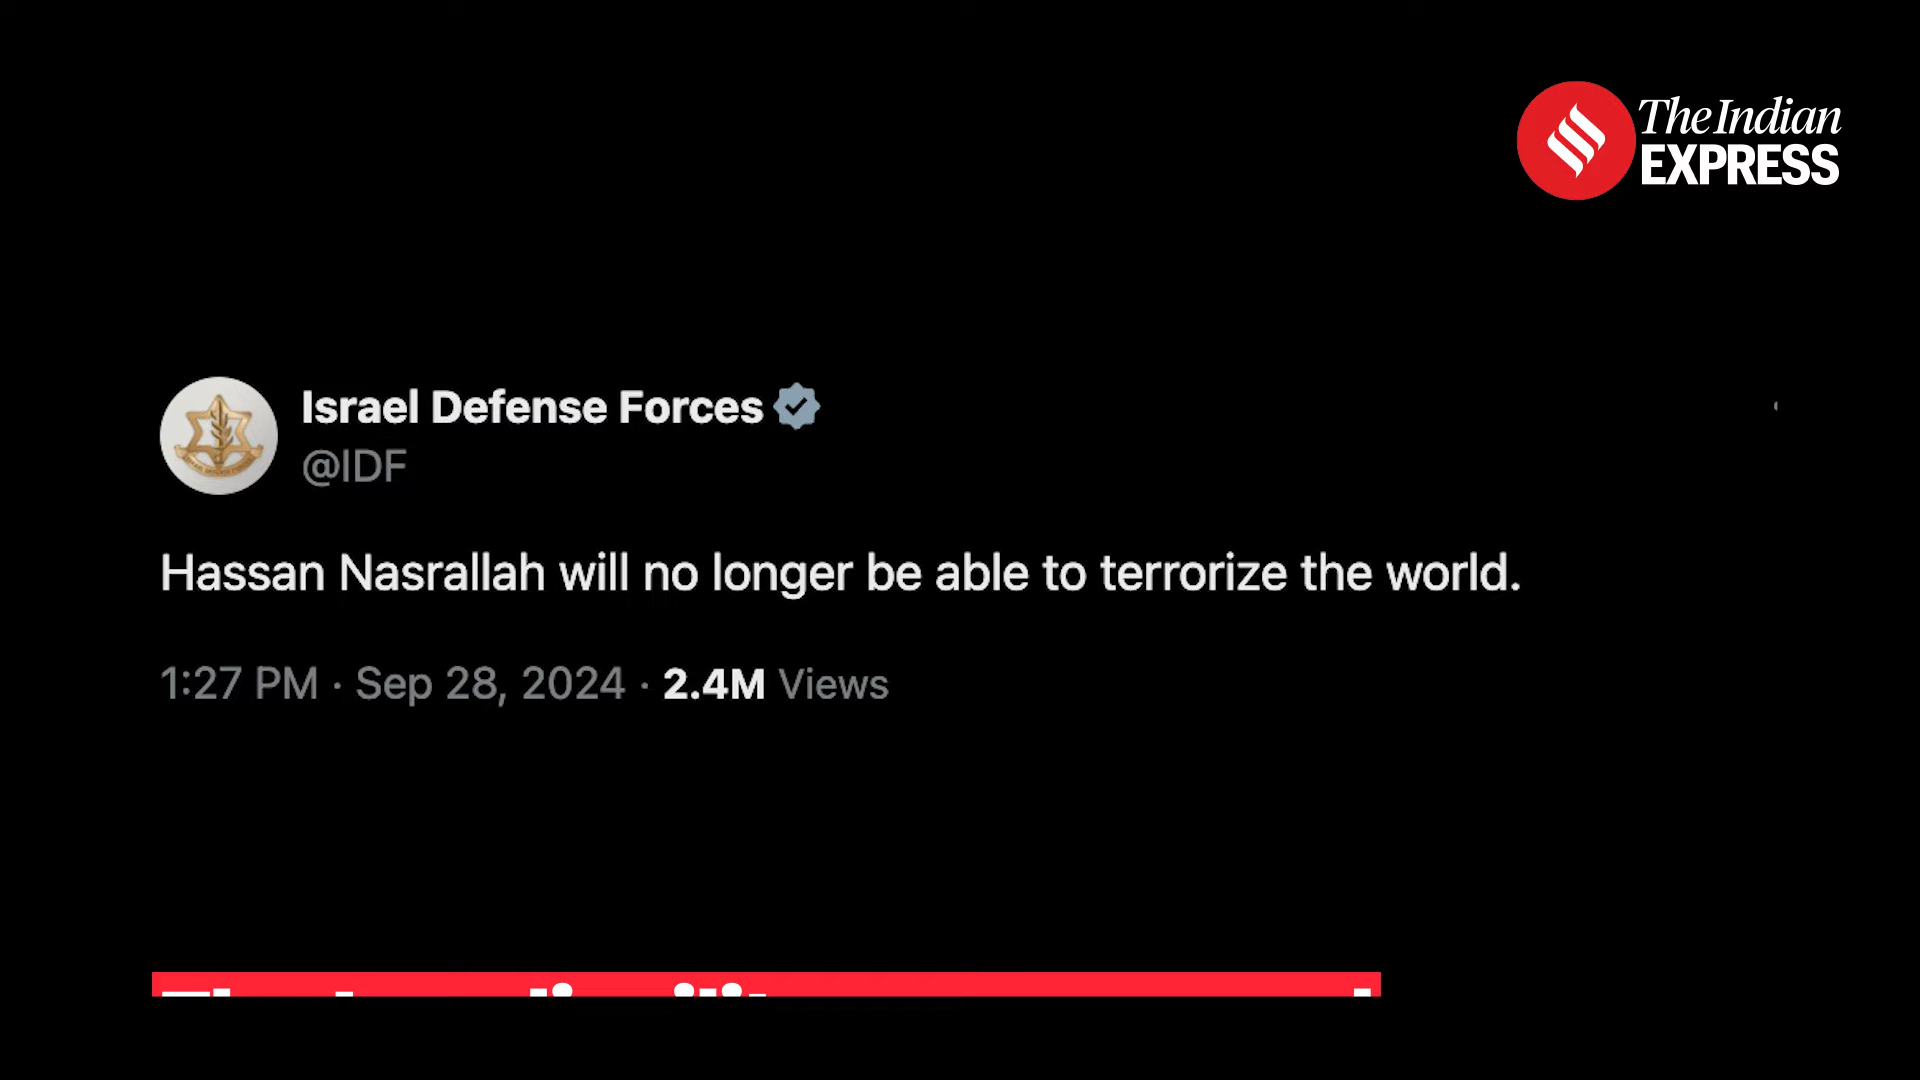 The Indian
EXPRESS
Israel Defense Forces
@IDF
Hassan Nasrallah will no longer be able to terrorize the world.
1:27 PM · Sep 28, 2024 · 2.4M Views